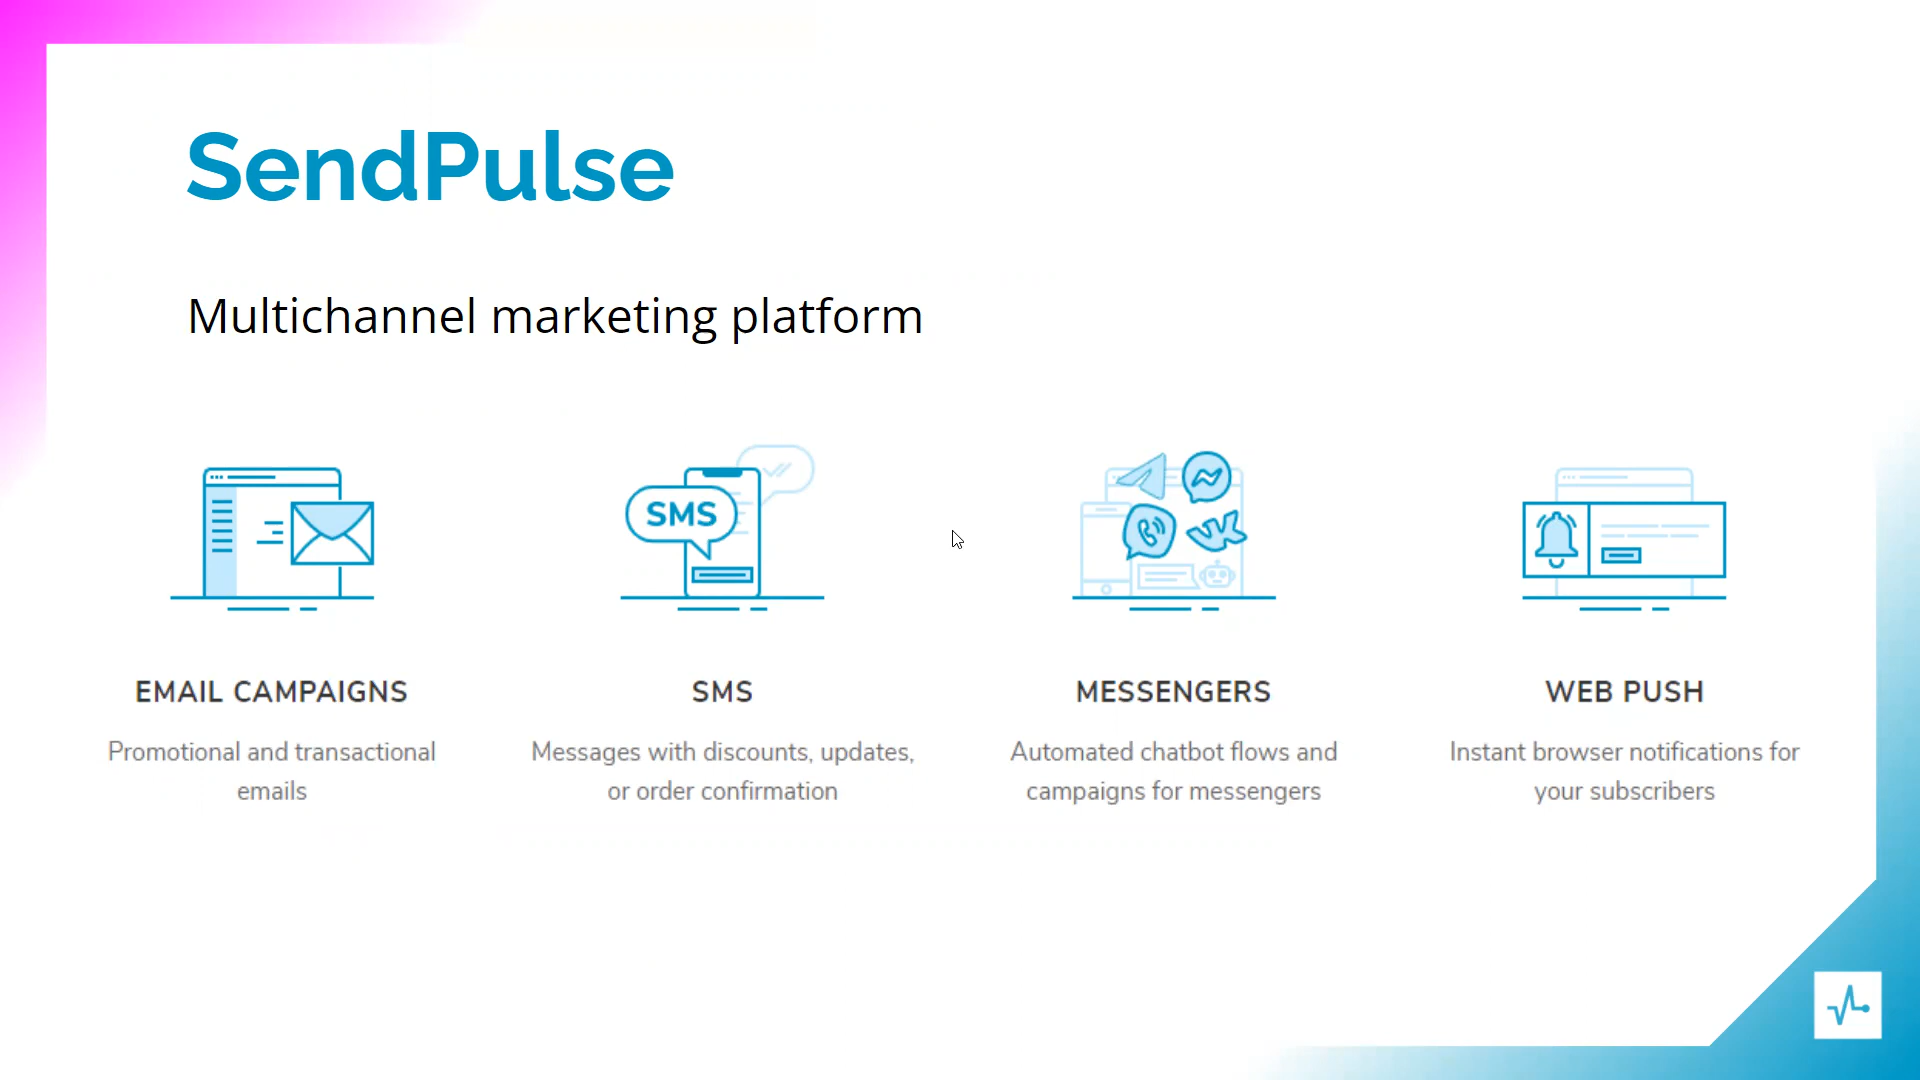 SendPulse
Multichannel marketing platform
SMS
EMAIL CAMPAIGNS
SMS
MESSENGERS
WEB PUSH
Promotional and transactional
emails
Messages with discounts, updates,
or order confirmation
Automated chatbot flows and
campaigns for messengers
Instant browser notifications for
your subscribers